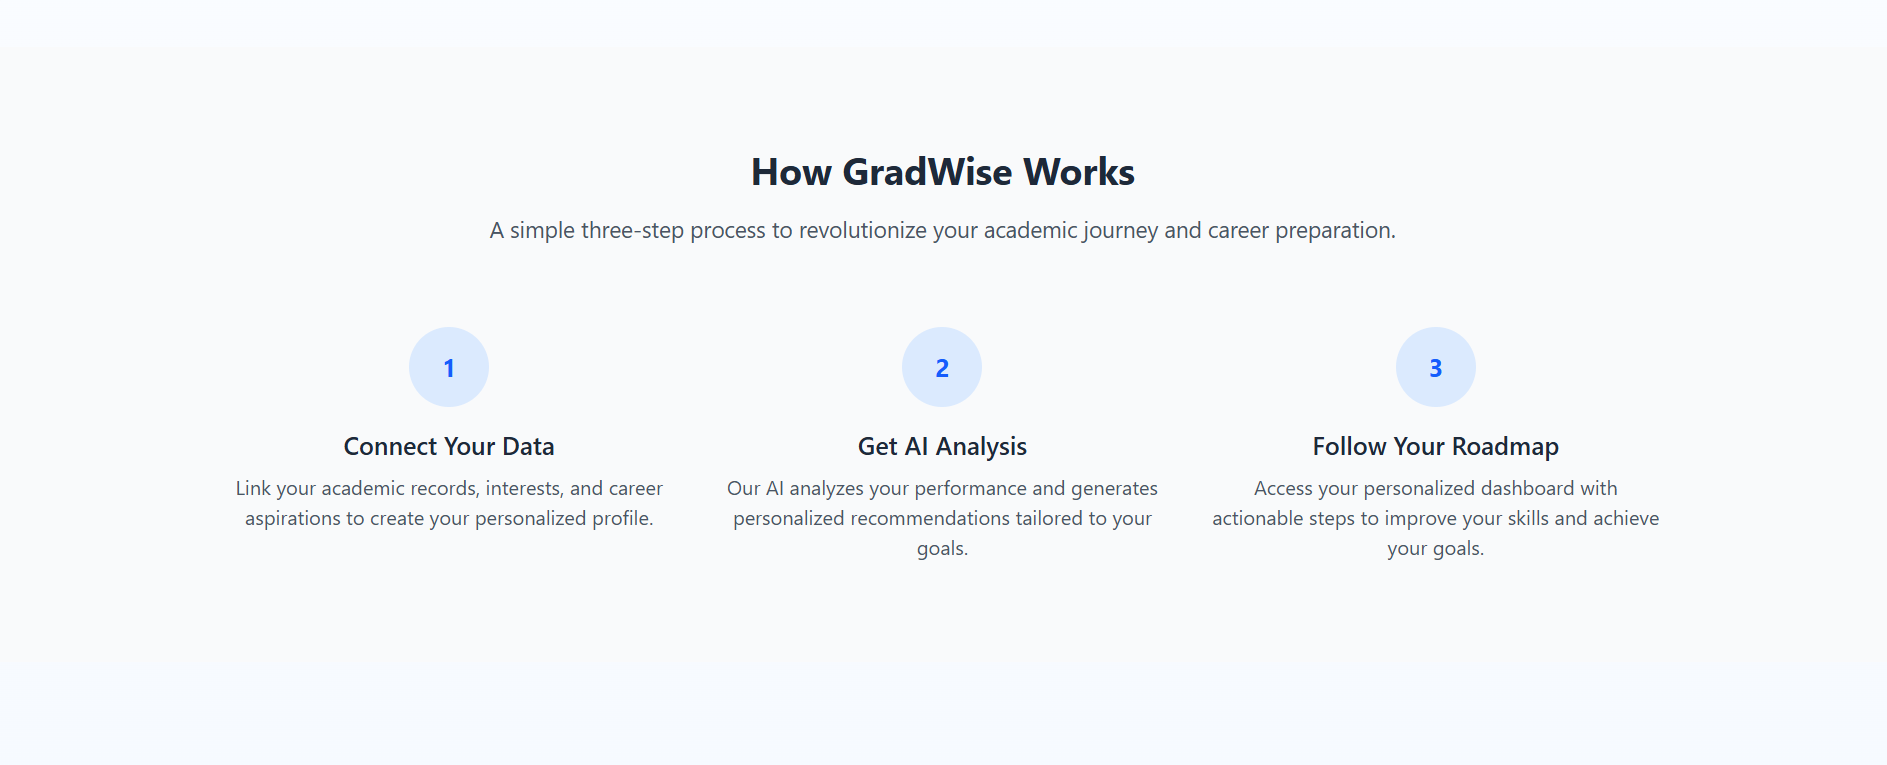 How GradWise Works
A simple three-step process to revolutionize your academic journey and career preparation.
1
Connect Your Data
Link your academic records, interests, and career
aspirations to create your personalized profile.
2
Get AI Analysis
Our AI analyzes your performance and generates
personalized recommendations tailored to your
goals.
3
Follow Your Roadmap
Access your personalized dashboard with
actionable steps to improve your skills and achieve
your goals.